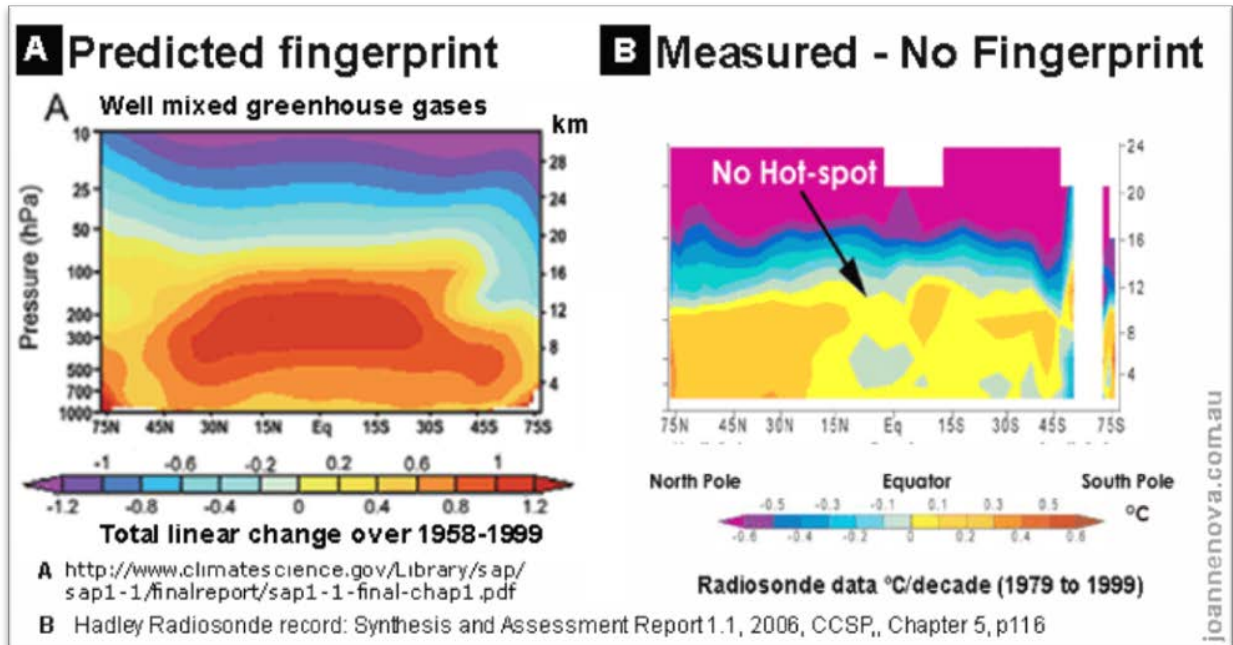 A Predicted fingerprint
B Measured - No Fingerprint
A Well mixed greenhouse gases
km
10
25
50
100
200
300
500
700
1000
Pressure (hPa)
28
24
20
16
12
8
4
75N 45N 30N 15N Eq 15S 30S 45S 75S
-1 -0.6 -0.2 0.2 0.6 1
-1.2 -0.8 -0.4 0 0.4 0.8 1.2
Total linear change over 1958-1999
No Hot-spot
24
20
16
12
8
4
75N 45N 30N 15N Eq 15S 30S 45S 75S
North Pole Equator South Pole
-0.5 -0.3 -0.1 0.1 0.3 0.5
°C
-0.6 -0.4 -0.2 0 0.2 0.4 0.6
Radiosonde data °C/decade (1979 to 1999)
A http://www.climatescience.gov/Library/sap/
sap1-1/finalreport/sap1-1-final-chap1.pdf
B Hadley Radiosonde record: Synthesis and Assessment Report 1.1, 2006, CCSP,, Chapter 5, p116
joannenova.com.au